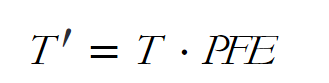 T′ = T · PFE